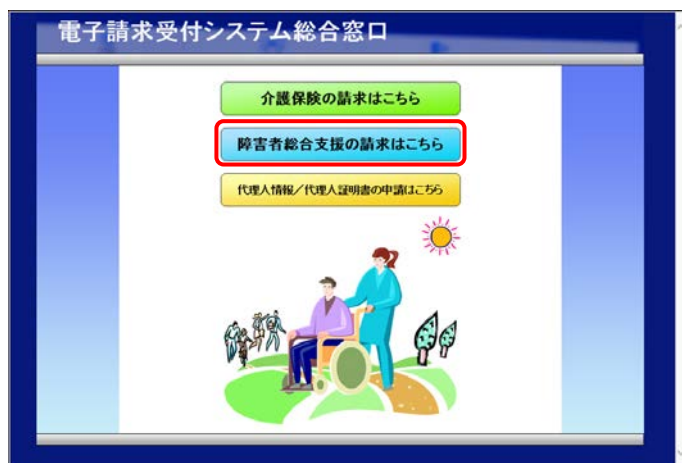 電子請求受付システム総合窓口
介護保険の請求はこちら
障害者総合支援の請求はこちら
代理人情報／代理人証明書の申請はこちら